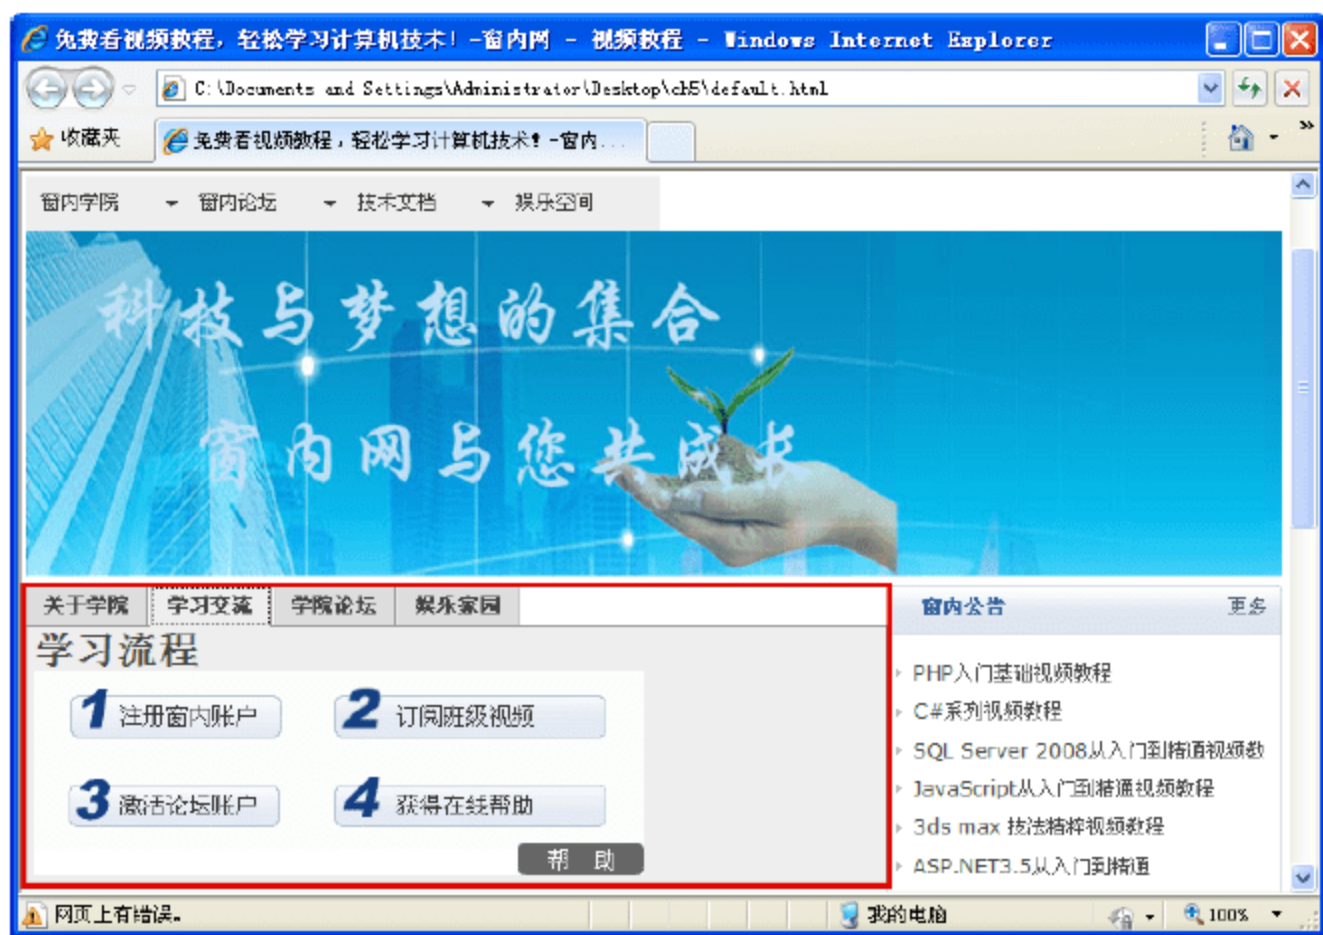 免费看视频教程，轻松学习计算机技术！-窗内网 - 视频教程 - Windows Internet Explorer
C:\Documents and Settings\Administrator\Desktop\ch5\default.html
收藏夹
免费看视频教程，轻松学习计算机技术！-窗内...
窗内学院 窗内论坛 技术文档 娱乐空间
科技与梦想的集合
窗内网与您共成长
关于学院 学习交流 学院论坛 娱乐家园
学习流程
1 注册窗内账户 2 订阅班级视频
3 激活论坛账户 4 获得在线帮助
帮 助
窗内公告 更多
PHP入门基础视频教程
C#系列视频教程
SQL Server 2008从入门到精通视频教
JavaScript从入门到精通视频教程
3ds max 技法精粹视频教程
ASP.NET3.5从入门到精通
网页上有错误。 我的电脑 100%